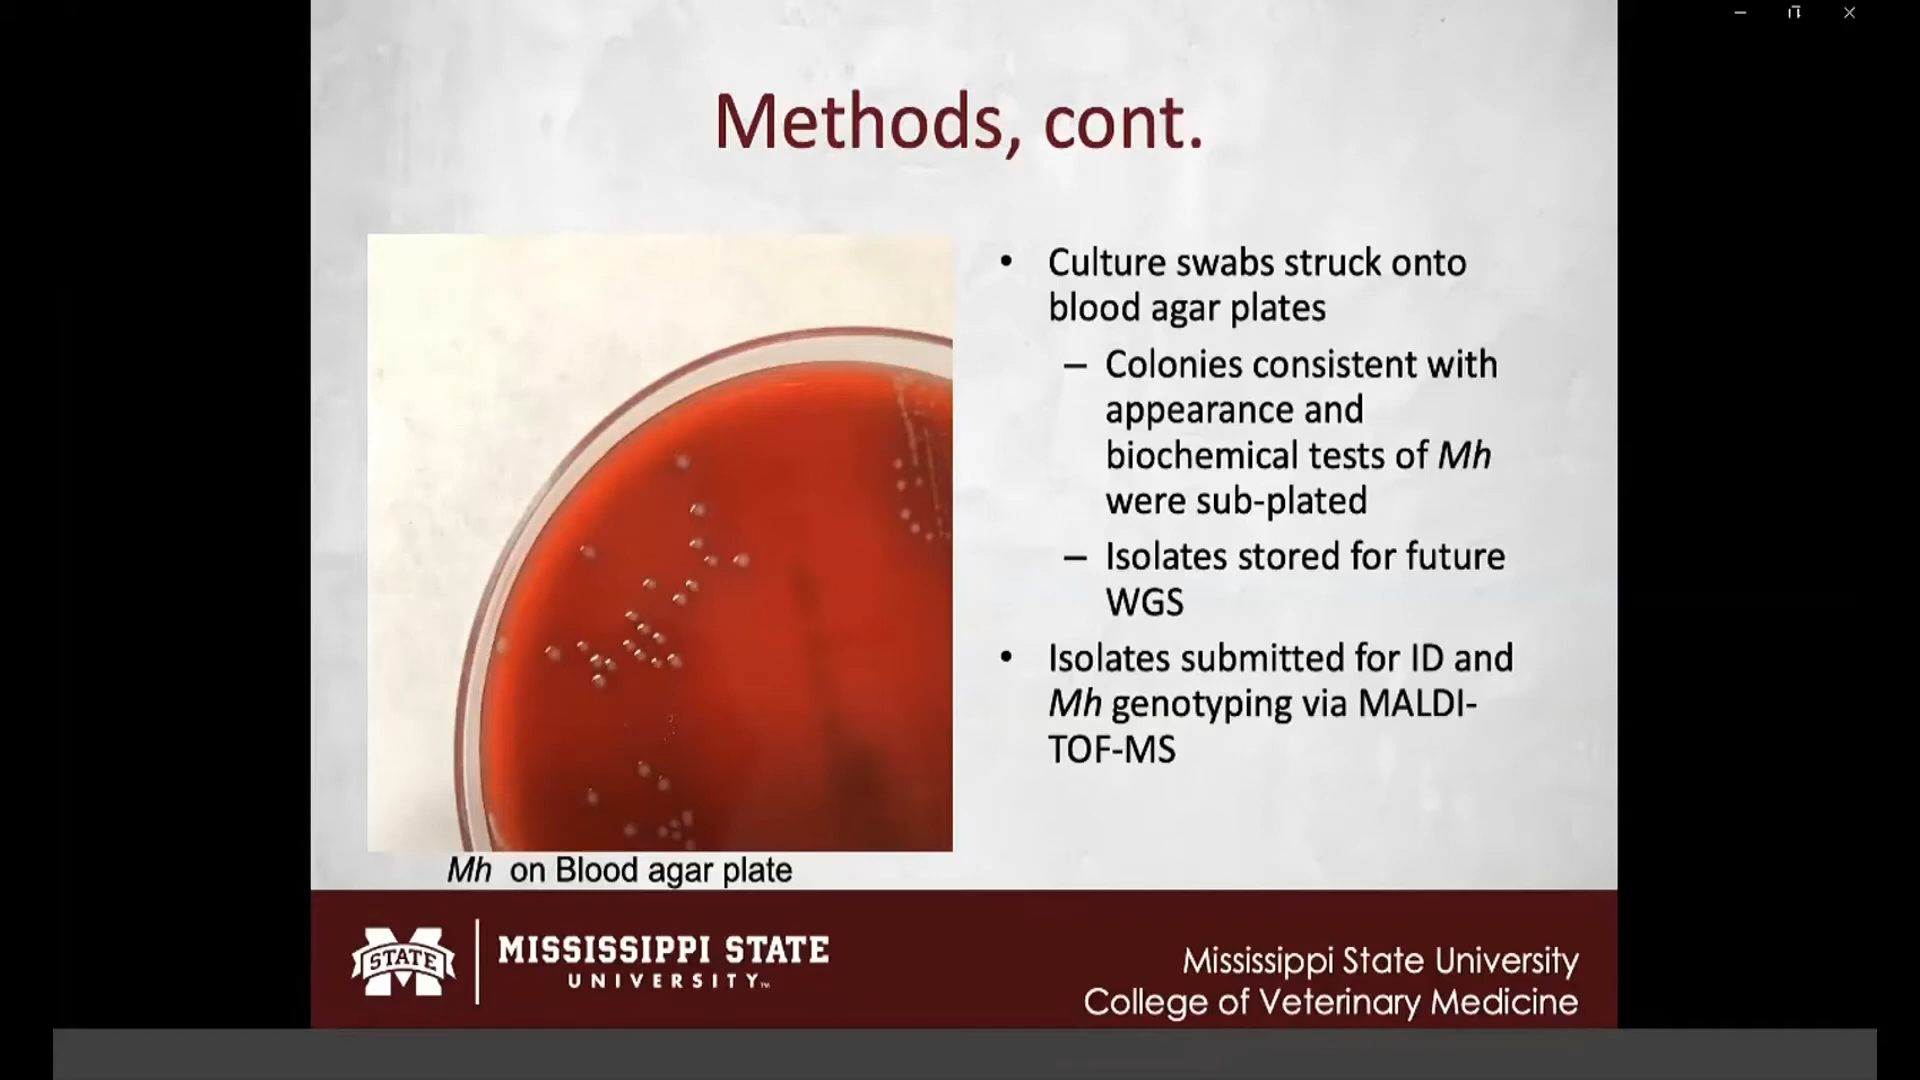 Methods, cont.
• Culture swabs struck onto
blood agar plates
– Colonies consistent with
appearance and
biochemical tests of Mh
were sub-plated
– Isolates stored for future
WGS
• Isolates submitted for ID and
Mh genotyping via MALDI-
TOF-MS
Mh on Blood agar plate
STATE
MISSISSIPPI STATE
UNIVERSITY™
Mississippi State University
College of Veterinary Medicine